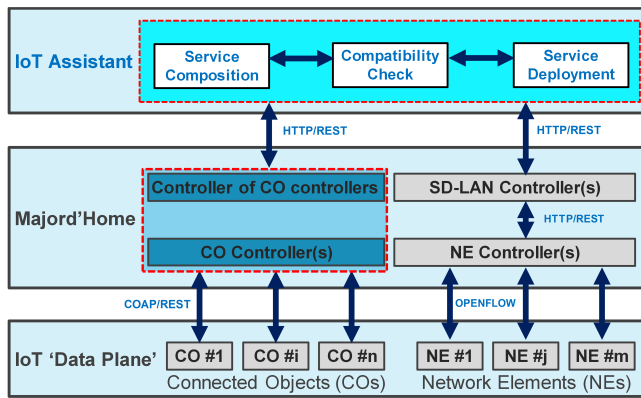 IoT Assistant
Service
Composition
Compatibility
Check
Service
Deployment
HTTP/REST
HTTP/REST
Majord’Home
Controller of CO controllers
SD-LAN Controller(s)
HTTP/REST
CO Controller(s)
NE Controller(s)
COAP/REST
OPENFLOW
IoT ‘Data Plane’
CO #1
CO #i
CO #n
NE #1
NE #j
NE #m
Connected Objects (COs)
Network Elements (NEs)